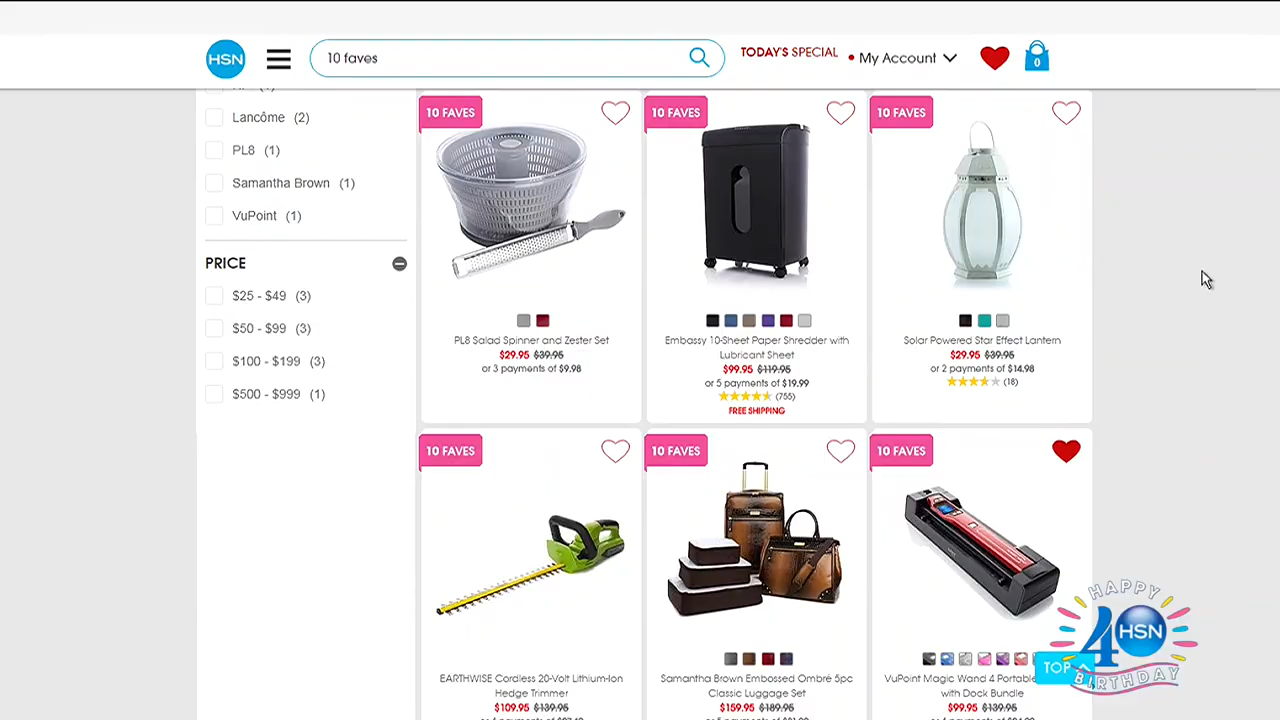 HSN
10 faves
TODAY'S SPECIAL
My Account
0
Lancôme (2)
PL8 (1)
Samantha Brown (1)
VuPoint (1)
PRICE
$25 - $49 (3)
$50 - $99 (3)
$100 - $199 (3)
$500 - $999 (1)
10 FAVES
PL8 Salad Spinner and Zester Set
$29.95 $39.95
or 3 payments of $9.98
10 FAVES
Embassy 10-Sheet Paper Shredder with
Lubricant Sheet
$99.95 $119.95
or 5 payments of $19.99
(755)
FREE SHIPPING
10 FAVES
Solar Powered Star Effect Lantern
$29.95 $39.95
or 2 payments of $14.98
(18)
10 FAVES
EARTHWISE Cordless 20-Volt Lithium-Ion
Hedge Trimmer
$109.95 $139.95
10 FAVES
Samantha Brown Embossed Ombré 5pc
Classic Luggage Set
$159.95 $189.95
10 FAVES
VuPoint Magic Wand 4 Portable
with Dock Bundle
$99.95 $139.95
TOP
HAPPY
40 HSN
BIRTHDAY